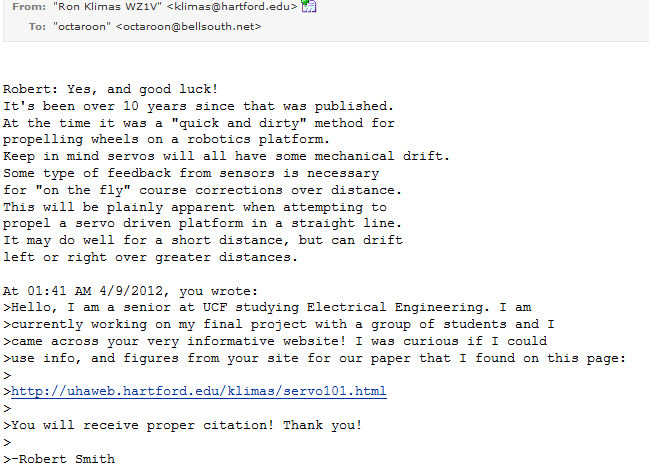 From: "Ron Klimas WZ1V" <klimas@hartford.edu>
To: "octaroon" <octaroon@bellsouth.net>
Robert: Yes, and good luck!
It's been over 10 years since that was published.
At the time it was a "quick and dirty" method for
propelling wheels on a robotics platform.
Keep in mind servos will all have some mechanical drift.
Some type of feedback from sensors is necessary
for "on the fly" course corrections over distance.
This will be plainly apparent when attempting to
propel a servo driven platform in a straight line.
It may do well for a short distance, but can drift
left or right over greater distances.
At 01:41 AM 4/9/2012, you wrote:
>Hello, I am a senior at UCF studying Electrical Engineering. I am
>currently working on my final project with a group of students and I
>came across your very informative website! I was curious if I could
>use info, and figures from your site for our paper that I found on this page:
>
>http://uhaweb.hartford.edu/klimas/servo101.html
>
>You will receive proper citation! Thank you!
>
>-Robert Smith